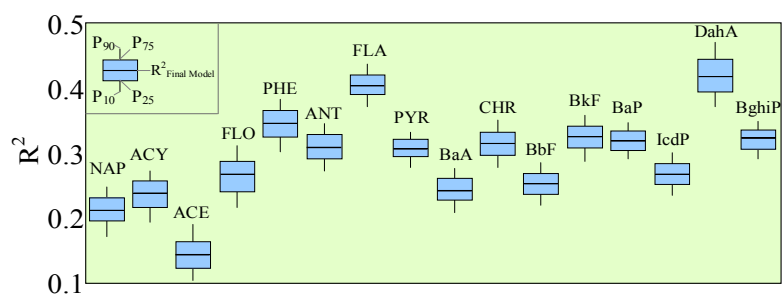 0.5
0.4
0.3
0.2
0.1
R²
P₉₀ P₇₅
R²Final Model
P₁₀ P₂₅
NAP
ACY
ACE
FLO
PHE
ANT
FLA
PYR
BaA
CHR
BbF
BkF
BaP
IcdP
DahA
BghiP